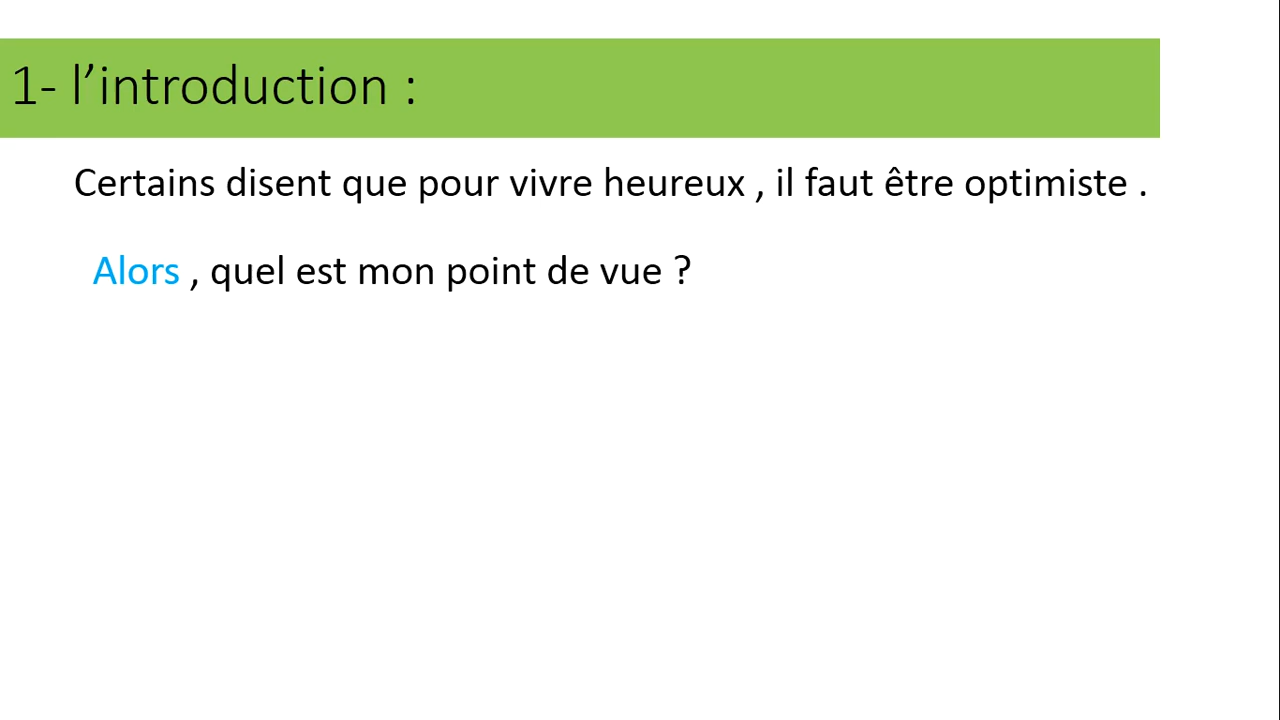 1- l’introduction :
Certains disent que pour vivre heureux , il faut être optimiste .
Alors , quel est mon point de vue ?